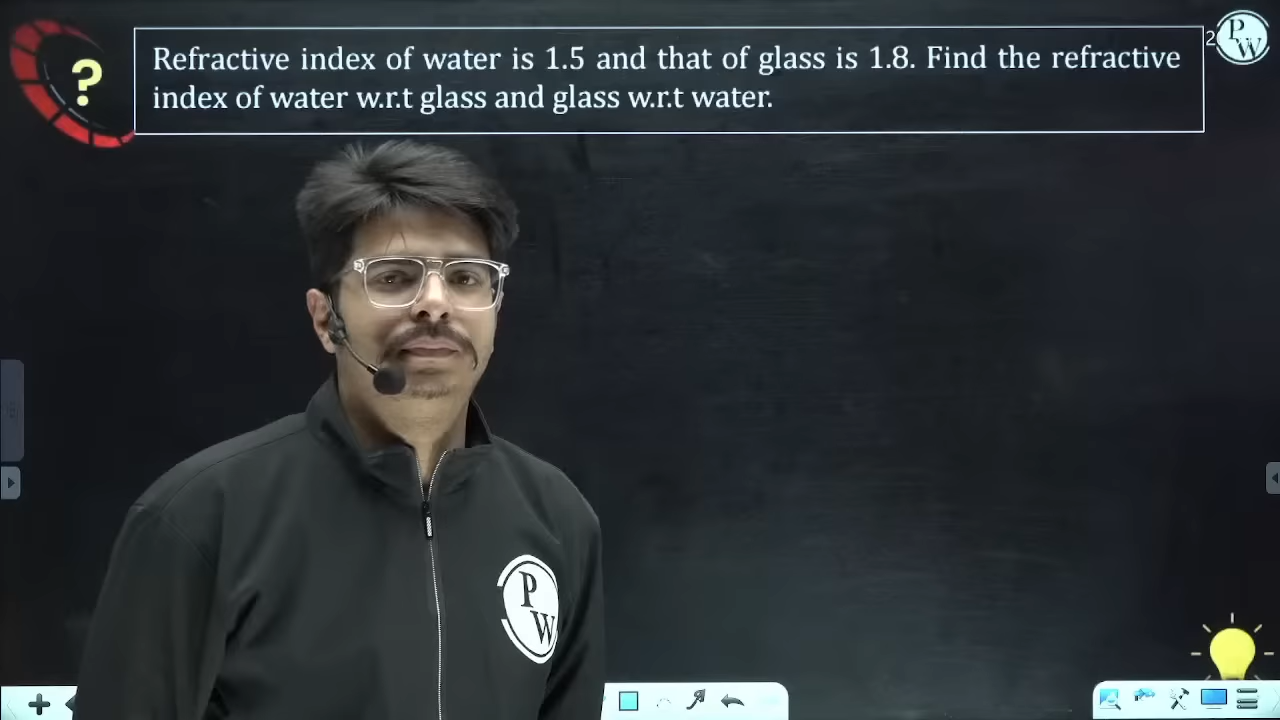 ?
Refractive index of water is 1.5 and that of glass is 1.8. Find the refractive
index of water w.r.t glass and glass w.r.t water.
2
P
W
P
W